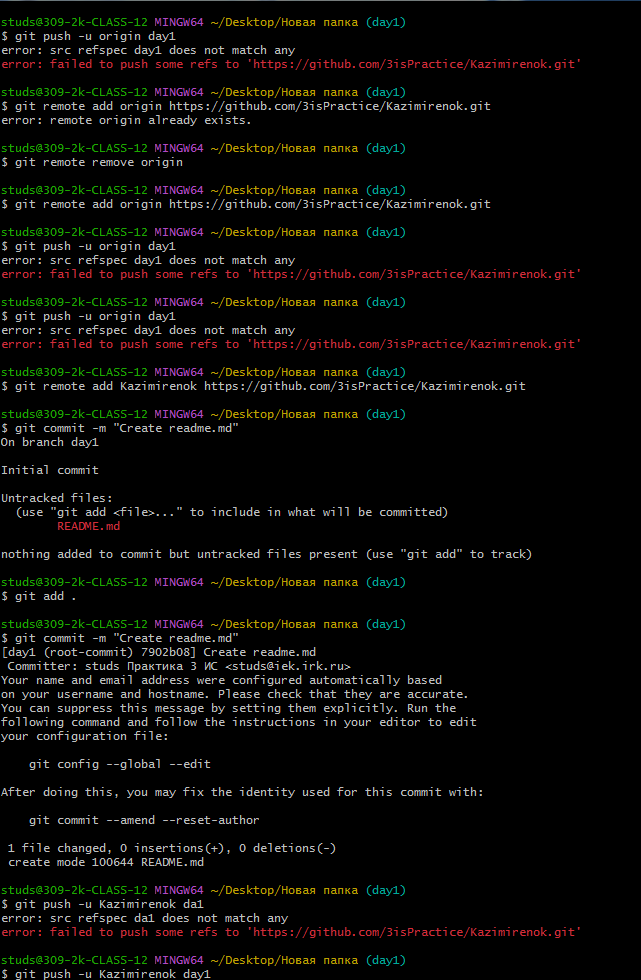 studs@309-2k-CLASS-12 MINGW64 ~/Desktop/Новая папка (day1)
$ git push -u origin day1
error: src refspec day1 does not match any
error: failed to push some refs to 'https://github.com/3isPractice/Kazimirenok.git'
studs@309-2k-CLASS-12 MINGW64 ~/Desktop/Новая папка (day1)
$ git remote add origin https://github.com/3isPractice/Kazimirenok.git
error: remote origin already exists.
studs@309-2k-CLASS-12 MINGW64 ~/Desktop/Новая папка (day1)
$ git remote remove origin
studs@309-2k-CLASS-12 MINGW64 ~/Desktop/Новая папка (day1)
$ git remote add origin https://github.com/3isPractice/Kazimirenok.git
studs@309-2k-CLASS-12 MINGW64 ~/Desktop/Новая папка (day1)
$ git push -u origin day1
error: src refspec day1 does not match any
error: failed to push some refs to 'https://github.com/3isPractice/Kazimirenok.git'
studs@309-2k-CLASS-12 MINGW64 ~/Desktop/Новая папка (day1)
$ git push -u origin day1
error: src refspec day1 does not match any
error: failed to push some refs to 'https://github.com/3isPractice/Kazimirenok.git'
studs@309-2k-CLASS-12 MINGW64 ~/Desktop/Новая папка (day1)
$ git remote add Kazimirenok https://github.com/3isPractice/Kazimirenok.git
studs@309-2k-CLASS-12 MINGW64 ~/Desktop/Новая папка (day1)
$ git commit -m "Create readme.md"
On branch day1
Initial commit
Untracked files:
(use "git add <file>..." to include in what will be committed)
README.md
nothing added to commit but untracked files present (use "git add" to track)
studs@309-2k-CLASS-12 MINGW64 ~/Desktop/Новая папка (day1)
$ git add .
studs@309-2k-CLASS-12 MINGW64 ~/Desktop/Новая папка (day1)
$ git commit -m "Create readme.md"
[day1 (root-commit) 7902b08] Create readme.md
Committer: studs Практика 3 ИС <studs@iek.irk.ru>
Your name and email address were configured automatically based
on your username and hostname. Please check that they are accurate.
You can suppress this message by setting them explicitly. Run the
following command and follow the instructions in your editor to edit
your configuration file:
git config --global --edit
After doing this, you may fix the identity used for this commit with:
git commit --amend --reset-author
1 file changed, 0 insertions(+), 0 deletions(-)
create mode 100644 README.md
studs@309-2k-CLASS-12 MINGW64 ~/Desktop/Новая папка (day1)
$ git push -u Kazimirenok da1
error: src refspec da1 does not match any
error: failed to push some refs to 'https://github.com/3isPractice/Kazimirenok.git'
studs@309-2k-CLASS-12 MINGW64 ~/Desktop/Новая папка (day1)
$ git push -u Kazimirenok day1